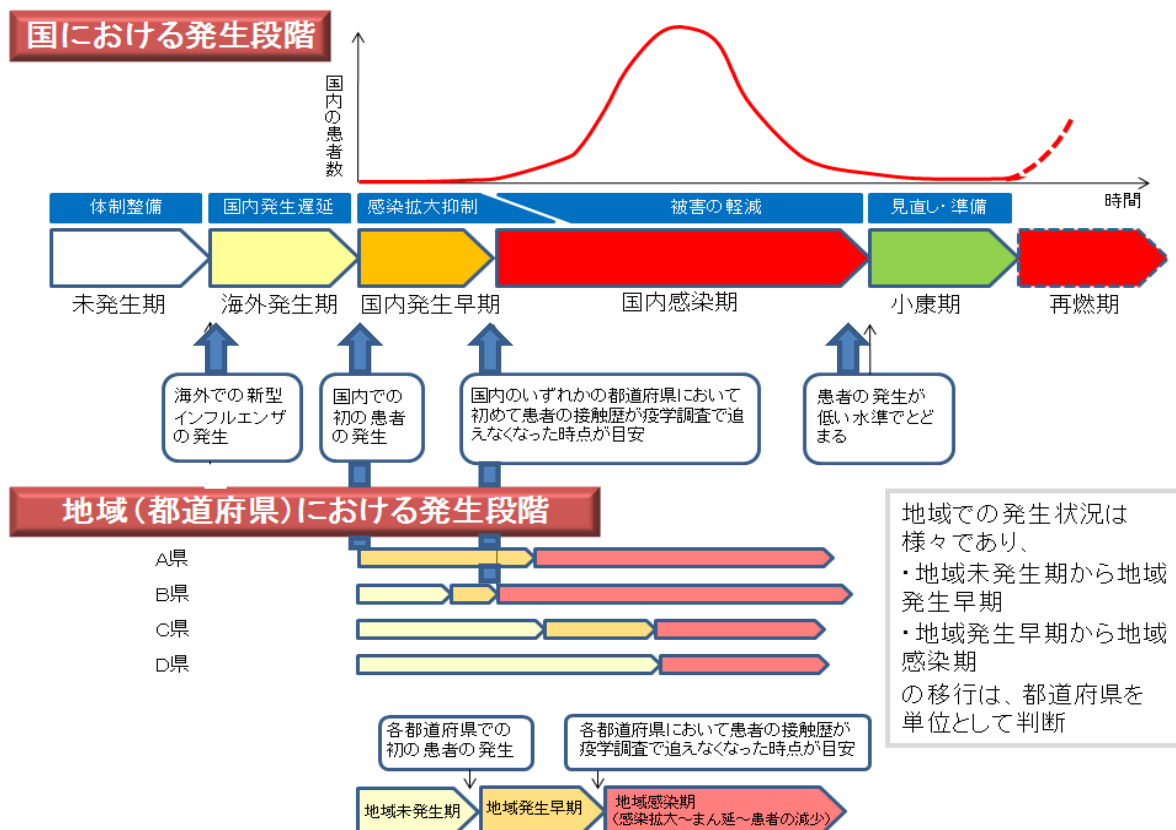 国における発生段階
国内の患者数
時間
体制整備
国内発生遅延
感染拡大抑制
被害の軽減
見直し・準備
未発生期
海外発生期
国内発生早期
国内感染期
小康期
再燃期
海外での新型
インフルエンザ
の発生
国内での
初の患者
の発生
国内のいずれかの都道府県において
初めて患者の接触歴が疫学調査で追
えなくなった時点が目安
患者の発生が
低い水準でとど
まる
地域(都道府県)における発生段階
A県
B県
C県
D県
地域での発生状況は
様々であり、
・地域未発生期から地域
発生早期
・地域発生早期から地域
感染期
の移行は、都道府県を
単位として判断
各都道府県での
初の患者の発生
各都道府県において患者の接触歴が
疫学調査で追えなくなった時点が目安
地域未発生期
地域発生早期
地域感染期
(感染拡大~まん延~患者の減少)